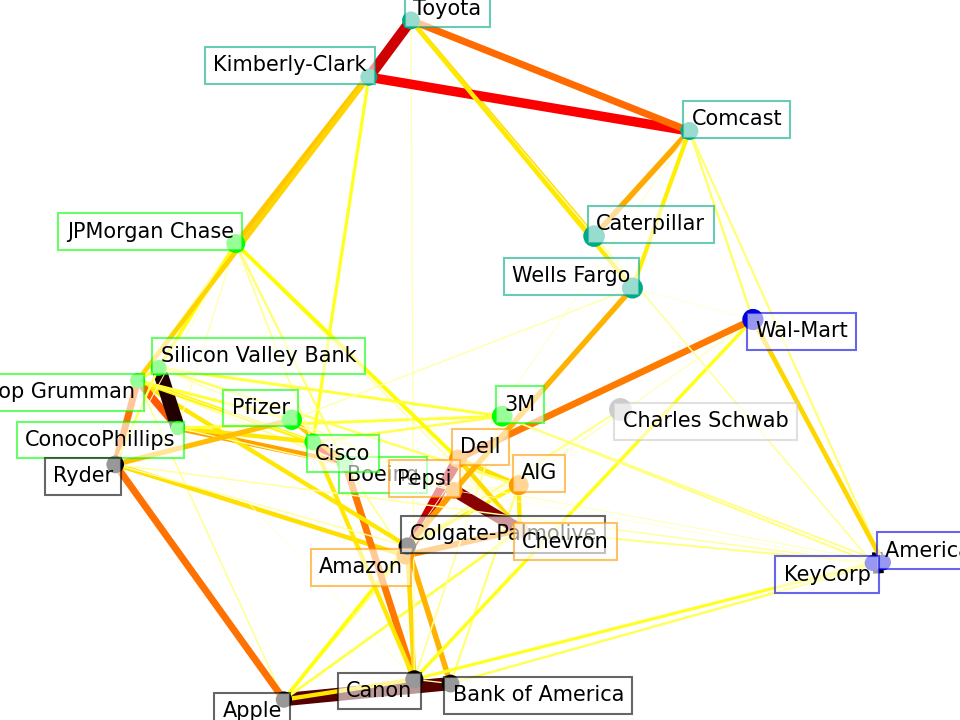 Toyota
Kimberly-Clark
Comcast
Caterpillar
JPMorgan Chase
Wells Fargo
Wal-Mart
Silicon Valley Bank
op Grumman
Pfizer
3M
Charles Schwab
ConocoPhillips
Cisco
Dell
Ryder
Boeing
Pepsi
AIG
Colgate-Palmolive
Chevron
America
Amazon
KeyCorp
Canon
Bank of America
Apple